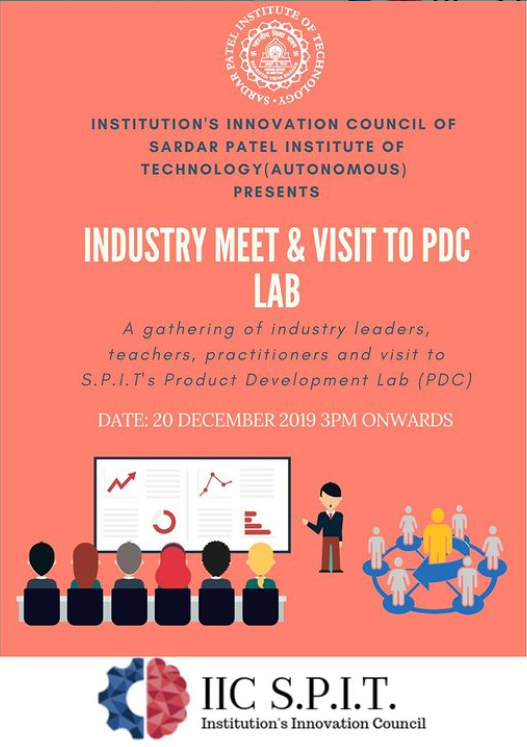 SARDAR PATEL INSTITUTE OF TECHNOLOGY
INSTITUTION'S INNOVATION COUNCIL OF
SARDAR PATEL INSTITUTE OF
TECHNOLOGY(AUTONOMOUS)
PRESENTS
INDUSTRY MEET & VISIT TO PDC
LAB
A gathering of industry leaders,
teachers, practitioners and visit to
S.P.I.T's Product Development Lab (PDC)
DATE: 20 DECEMBER 2019 3PM ONWARDS
IIC S.P.I.T.
Institution's Innovation Council